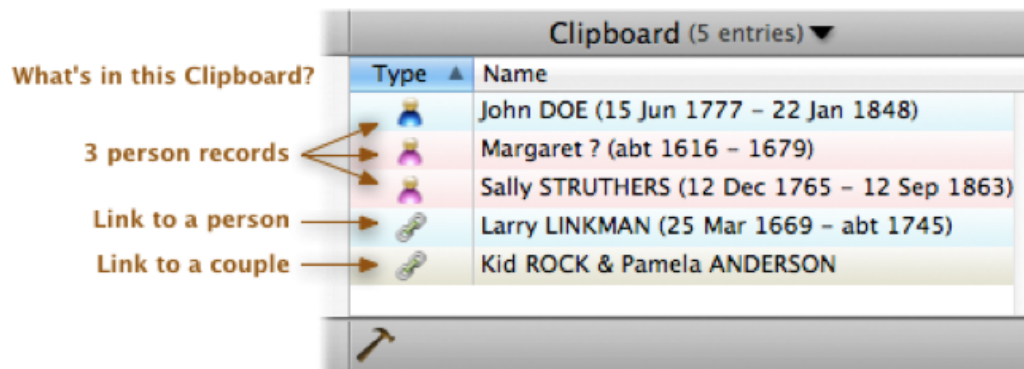 Clipboard (5 entries)
What's in this Clipboard?
Type Name
John DOE (15 Jun 1777 – 22 Jan 1848)
3 person records
Margaret ? (abt 1616 – 1679)
Sally STRUTHERS (12 Dec 1765 – 12 Sep 1863)
Link to a person
Larry LINKMAN (25 Mar 1669 – abt 1745)
Link to a couple
Kid ROCK & Pamela ANDERSON